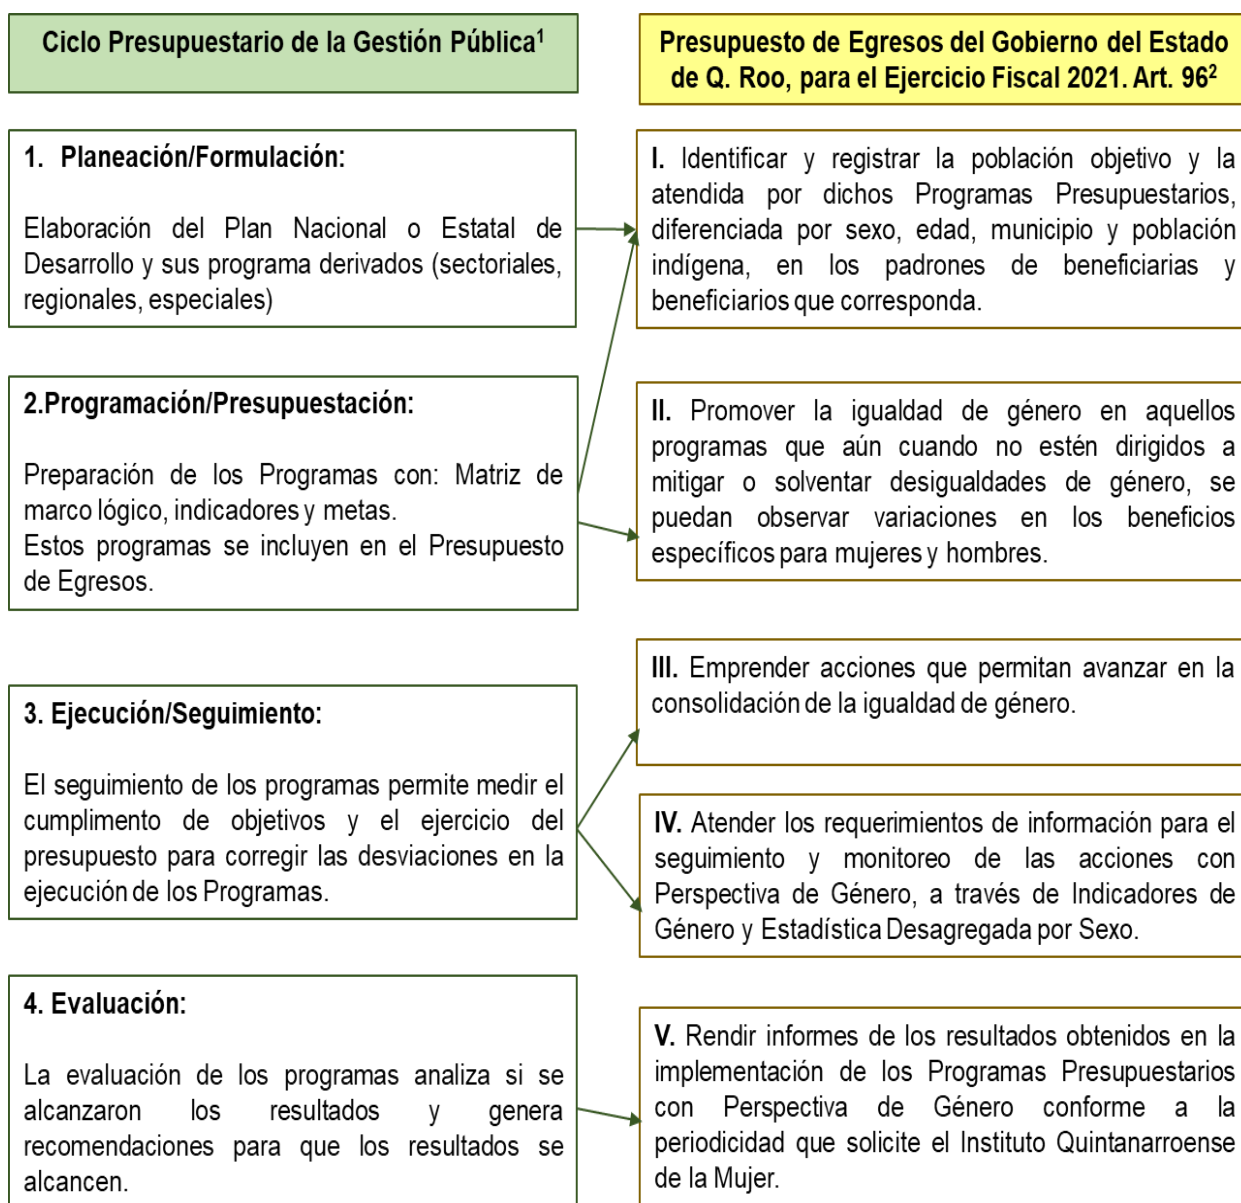 Ciclo Presupuestario de la Gestión Pública¹
Presupuesto de Egresos del Gobierno del Estado
de Q. Roo, para el Ejercicio Fiscal 2021. Art. 96²
1. Planeación/Formulación:
Elaboración del Plan Nacional o Estatal de
Desarrollo y sus programa derivados (sectoriales,
regionales, especiales)
I. Identificar y registrar la población objetivo y la
atendida por dichos Programas Presupuestarios,
diferenciada por sexo, edad, municipio y población
indígena, en los padrones de beneficiarias y
beneficiarios que corresponda.
2.Programación/Presupuestación:
Preparación de los Programas con: Matriz de
marco lógico, indicadores y metas.
Estos programas se incluyen en el Presupuesto
de Egresos.
II. Promover la igualdad de género en aquellos
programas que aún cuando no estén dirigidos a
mitigar o solventar desigualdades de género, se
puedan observar variaciones en los beneficios
específicos para mujeres y hombres.
3. Ejecución/Seguimiento:
El seguimiento de los programas permite medir el
cumplimento de objetivos y el ejercicio del
presupuesto para corregir las desviaciones en la
ejecución de los Programas.
III. Emprender acciones que permitan avanzar en la
consolidación de la igualdad de género.
IV. Atender los requerimientos de información para el
seguimiento y monitoreo de las acciones con
Perspectiva de Género, a través de Indicadores de
Género y Estadística Desagregada por Sexo.
4. Evaluación:
La evaluación de los programas analiza si se
alcanzaron los resultados y genera
recomendaciones para que los resultados se
alcancen.
V. Rendir informes de los resultados obtenidos en la
implementación de los Programas Presupuestarios
con Perspectiva de Género conforme a la
periodicidad que solicite el Instituto Quintanarroense
de la Mujer.